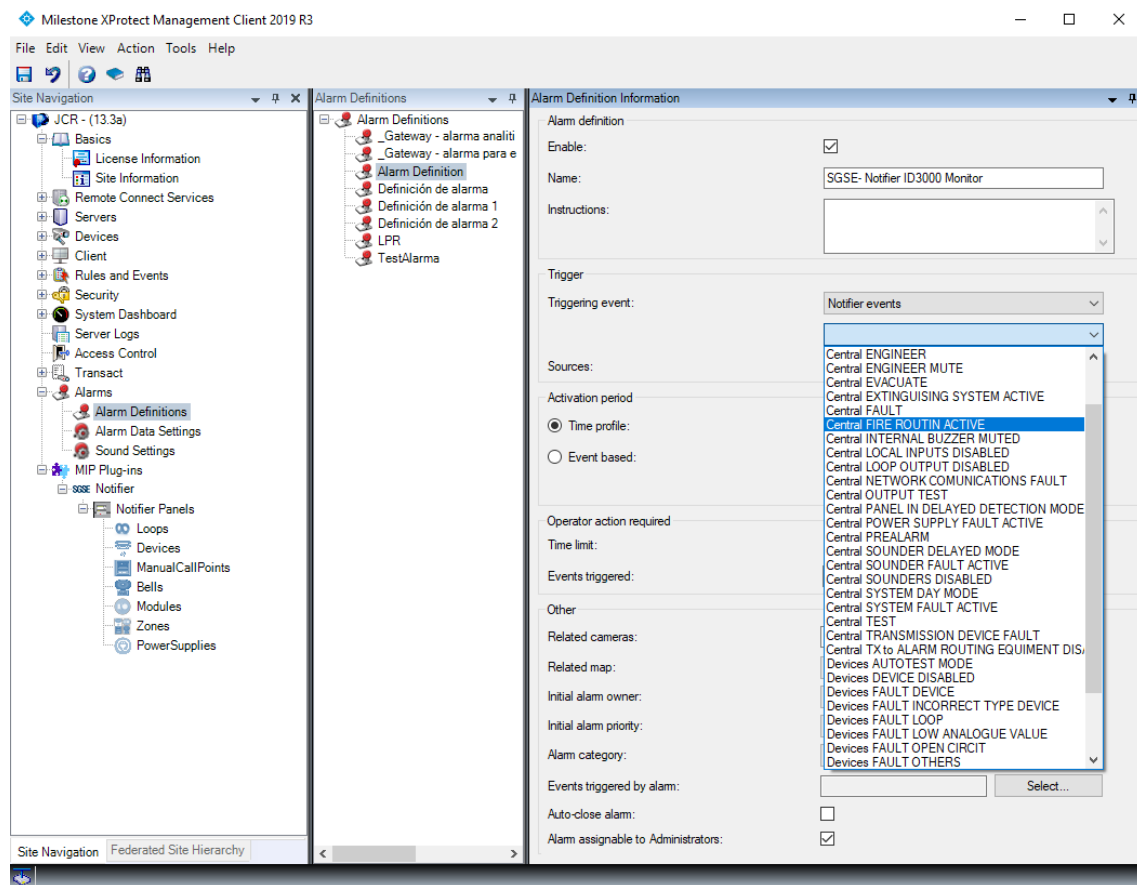 Milestone XProtect Management Client 2019 R3
File Edit View Action Tools Help
Site Navigation
JCR - (13.3a)
Basics
License Information
Site Information
Remote Connect Services
Servers
Devices
Client
Rules and Events
Security
System Dashboard
Server Logs
Access Control
Transact
Alarms
Alarm Definitions
Alarm Data Settings
Sound Settings
MIP Plug-ins
SGSE Notifier
Notifier Panels
Loops
Devices
ManualCallPoints
Bells
Modules
Zones
PowerSupplies
Site Navigation Federated Site Hierarchy
Alarm Definitions
Alarm Definitions
_Gateway - alarma analiti
_Gateway - alarma para e
Alarm Definition
Definición de alarma
Definición de alarma 1
Definición de alarma 2
LPR
TestAlarma
Alarm Definition Information
Alarm definition
Enable:
Name: SGSE- Notifier ID3000 Monitor
Instructions:
Trigger
Triggering event: Notifier events
Sources:
Activation period
Time profile:
Event based:
Operator action required
Time limit:
Events triggered:
Other
Related cameras:
Related map:
Initial alarm owner:
Initial alarm priority:
Alarm category:
Events triggered by alarm: Select...
Auto-close alarm:
Alarm assignable to Administrators:
Central ENGINEER
Central ENGINEER MUTE
Central EVACUATE
Central EXTINGUISING SYSTEM ACTIVE
Central FAULT
Central FIRE ROUTIN ACTIVE
Central INTERNAL BUZZER MUTED
Central LOCAL INPUTS DISABLED
Central LOOP OUTPUT DISABLED
Central NETWORK COMUNICATIONS FAULT
Central OUTPUT TEST
Central PANEL IN DELAYED DETECTION MODE
Central POWER SUPPLY FAULT ACTIVE
Central PREALARM
Central SOUNDER DELAYED MODE
Central SOUNDER FAULT ACTIVE
Central SOUNDERS DISABLED
Central SYSTEM DAY MODE
Central SYSTEM FAULT ACTIVE
Central TEST
Central TRANSMISSION DEVICE FAULT
Central TX to ALARM ROUTING EQUIMENT DISA
Devices AUTOTEST MODE
Devices DEVICE DISABLED
Devices FAULT DEVICE
Devices FAULT INCORRECT TYPE DEVICE
Devices FAULT LOOP
Devices FAULT LOW ANALOGUE VALUE
Devices FAULT OPEN CIRCIT
Devices FAULT OTHERS